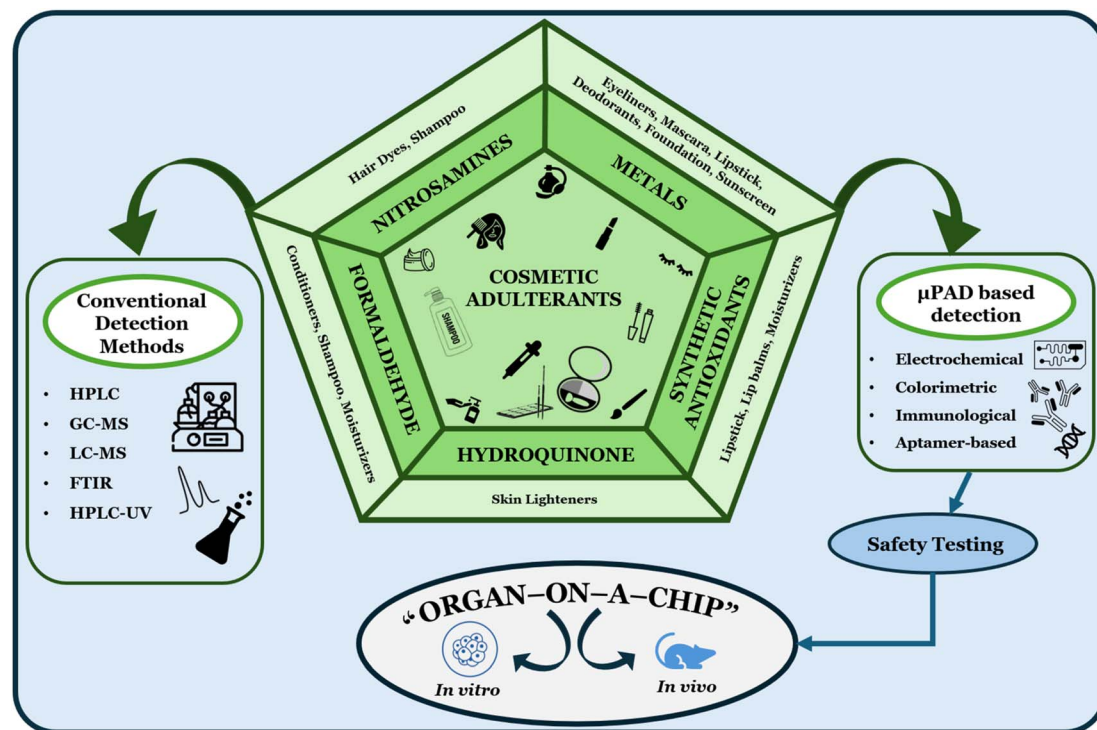 Hair Dyes, Shampoo
Eyeliners, Mascara, Lipstick,
Deodorants, Foundation, Sunscreen
NITROSAMINES
METALS
Conditioners, Shampoo, Moisturizers
FORMALDEHYDE
COSMETIC
ADULTERANTS
SHAMPOO
SYNTHETIC
ANTIOXIDANTS
Lipstick, Lip balms, Moisturizers
HYDROQUINONE
Skin Lighteners
Conventional
Detection
Methods
• HPLC
• GC-MS
• LC-MS
• FTIR
• HPLC-UV
µPAD based
detection
• Electrochemical
• Colorimetric
• Immunological
• Aptamer-based
Safety Testing
“ORGAN–ON–A–CHIP”
In vitro
In vivo